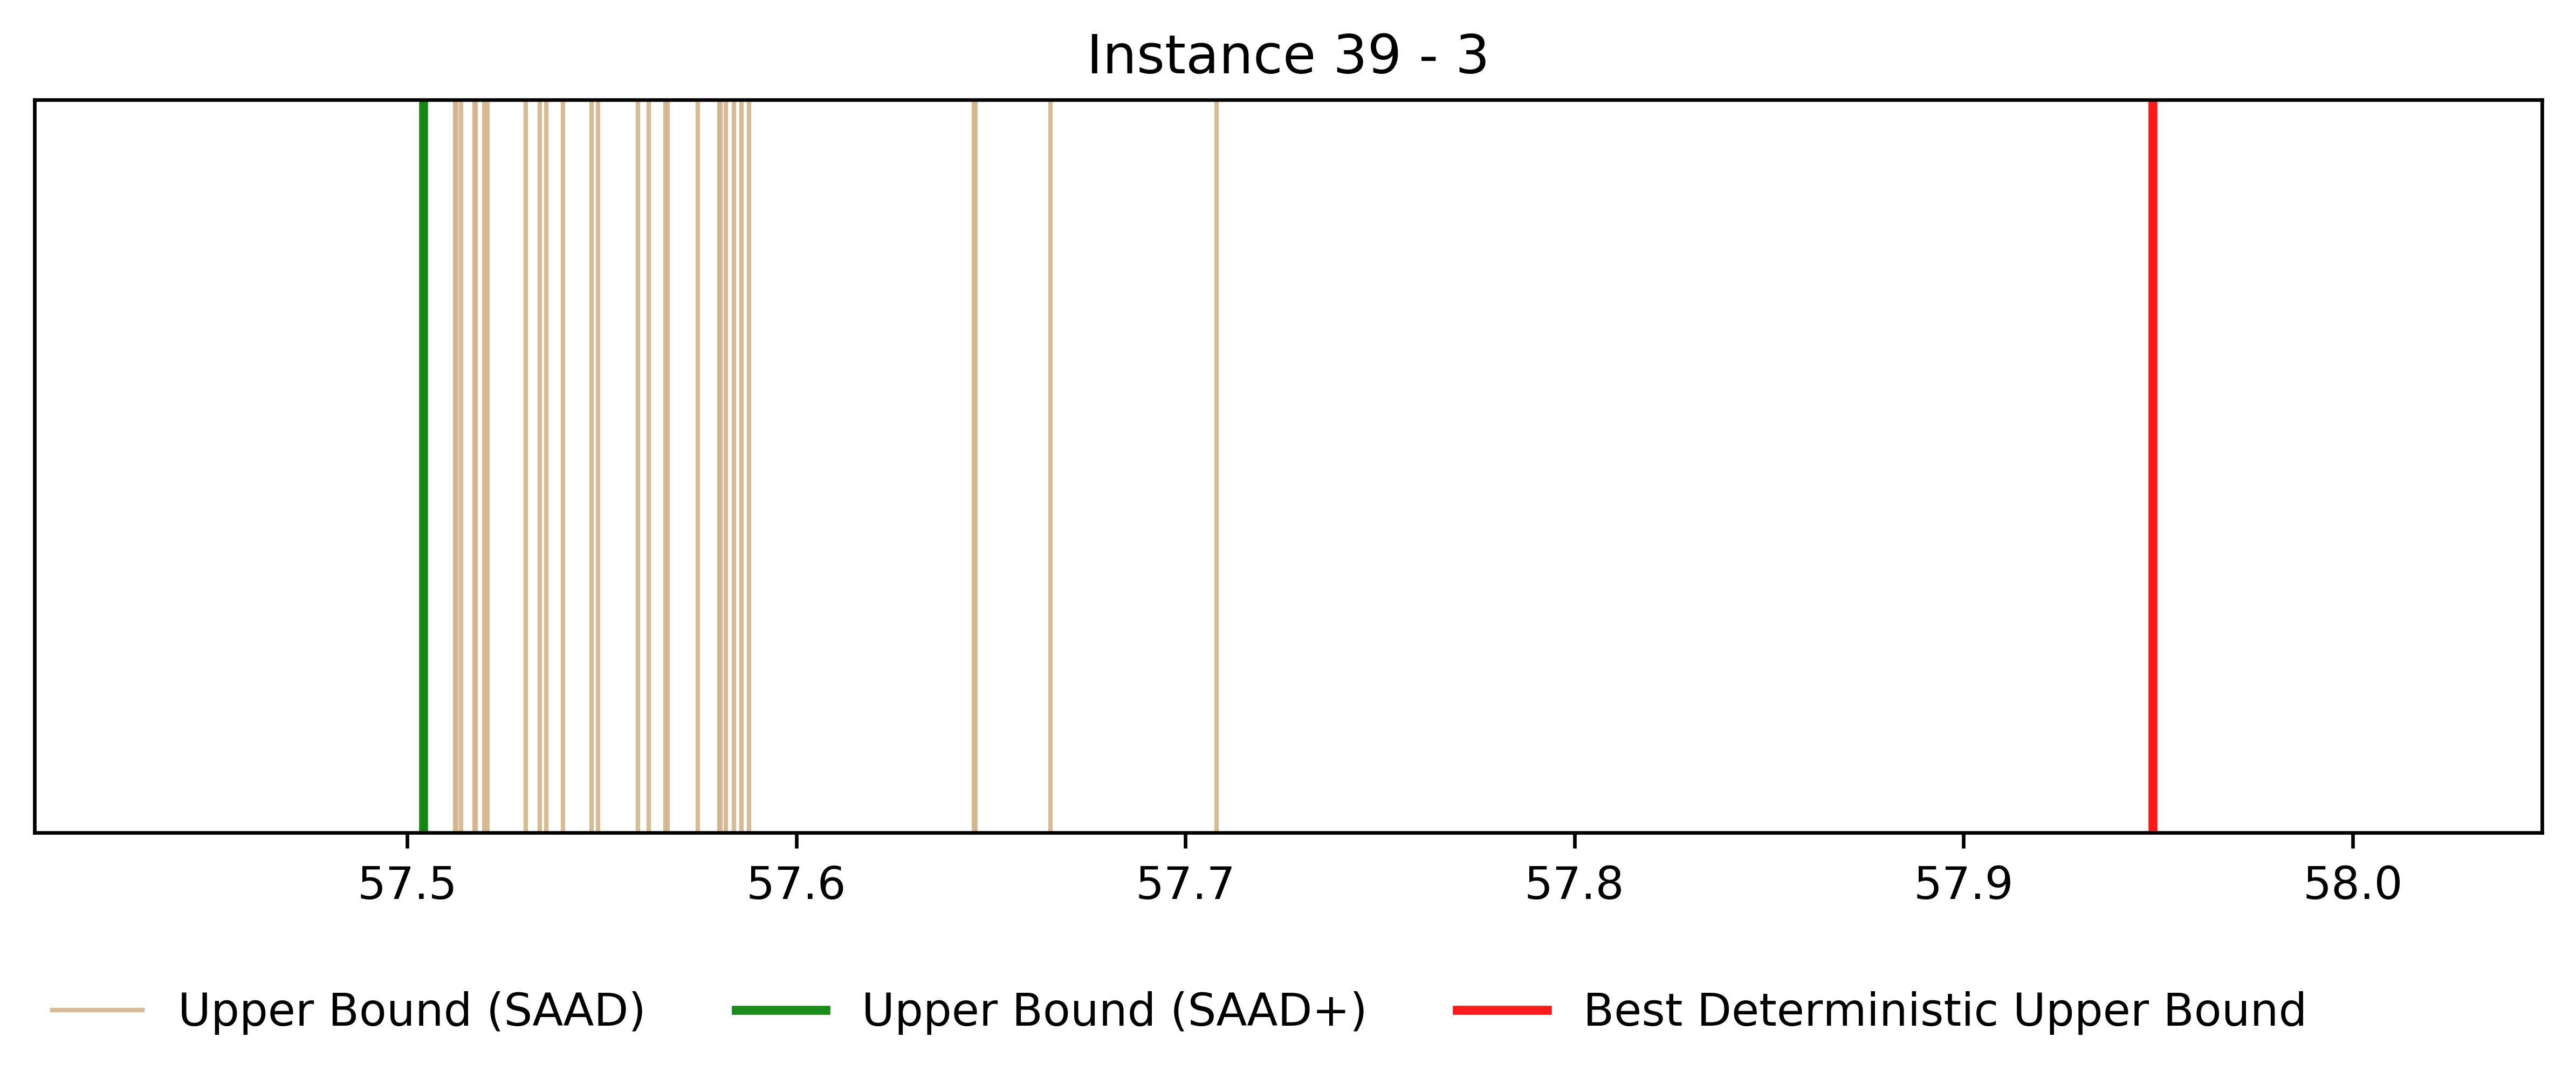 Instance 39 - 3
57.5 57.6 57.7 57.8 57.9 58.0
Upper Bound (SAAD) Upper Bound (SAAD+) Best Deterministic Upper Bound